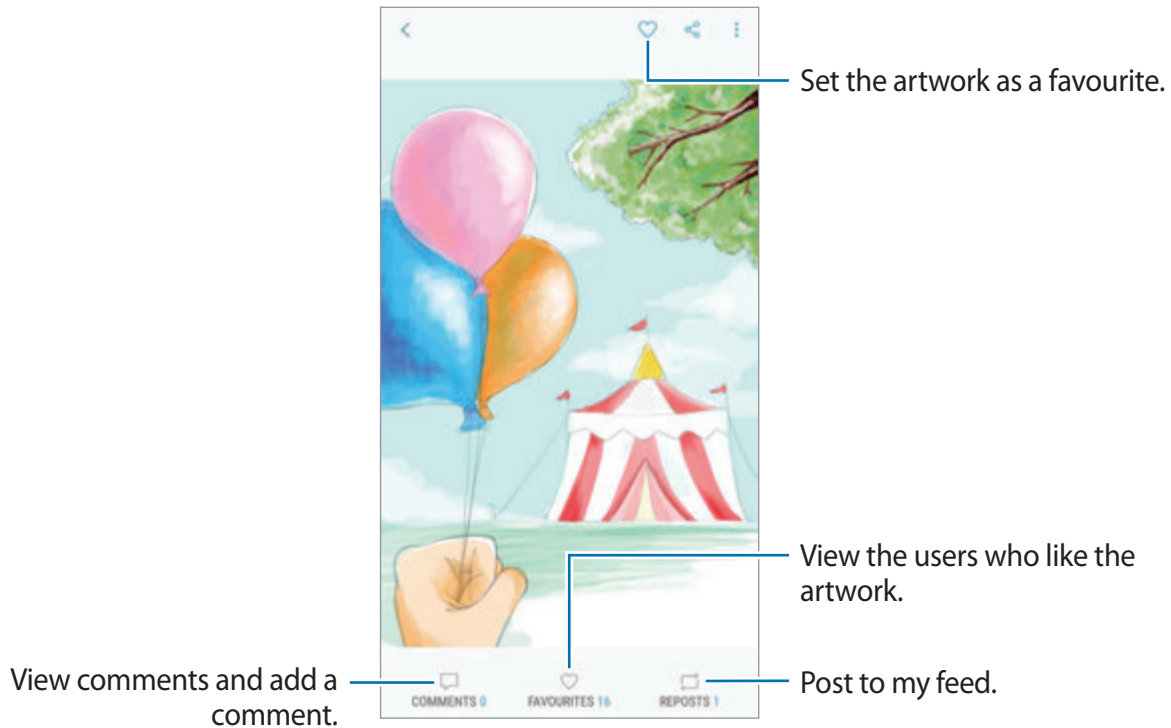 Set the artwork as a favourite.
View the users who like the
artwork.
View comments and add a
comment.
Post to my feed.
COMMENTS 0
FAVOURITES 16
REPOSTS 1